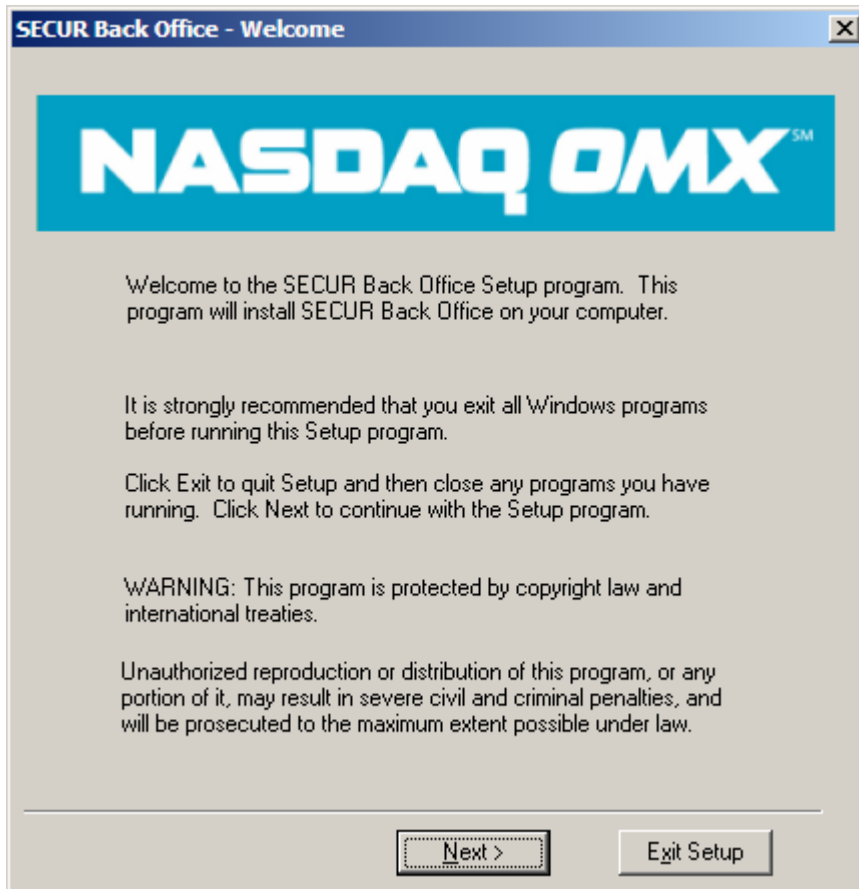 SECUR Back Office - Welcome
NASDAQ OMX SM
Welcome to the SECUR Back Office Setup program. This
program will install SECUR Back Office on your computer.
It is strongly recommended that you exit all Windows programs
before running this Setup program.
Click Exit to quit Setup and then close any programs you have
running. Click Next to continue with the Setup program.
WARNING: This program is protected by copyright law and
international treaties.
Unauthorized reproduction or distribution of this program, or any
portion of it, may result in severe civil and criminal penalties, and
will be prosecuted to the maximum extent possible under law.
Next >
Exit Setup